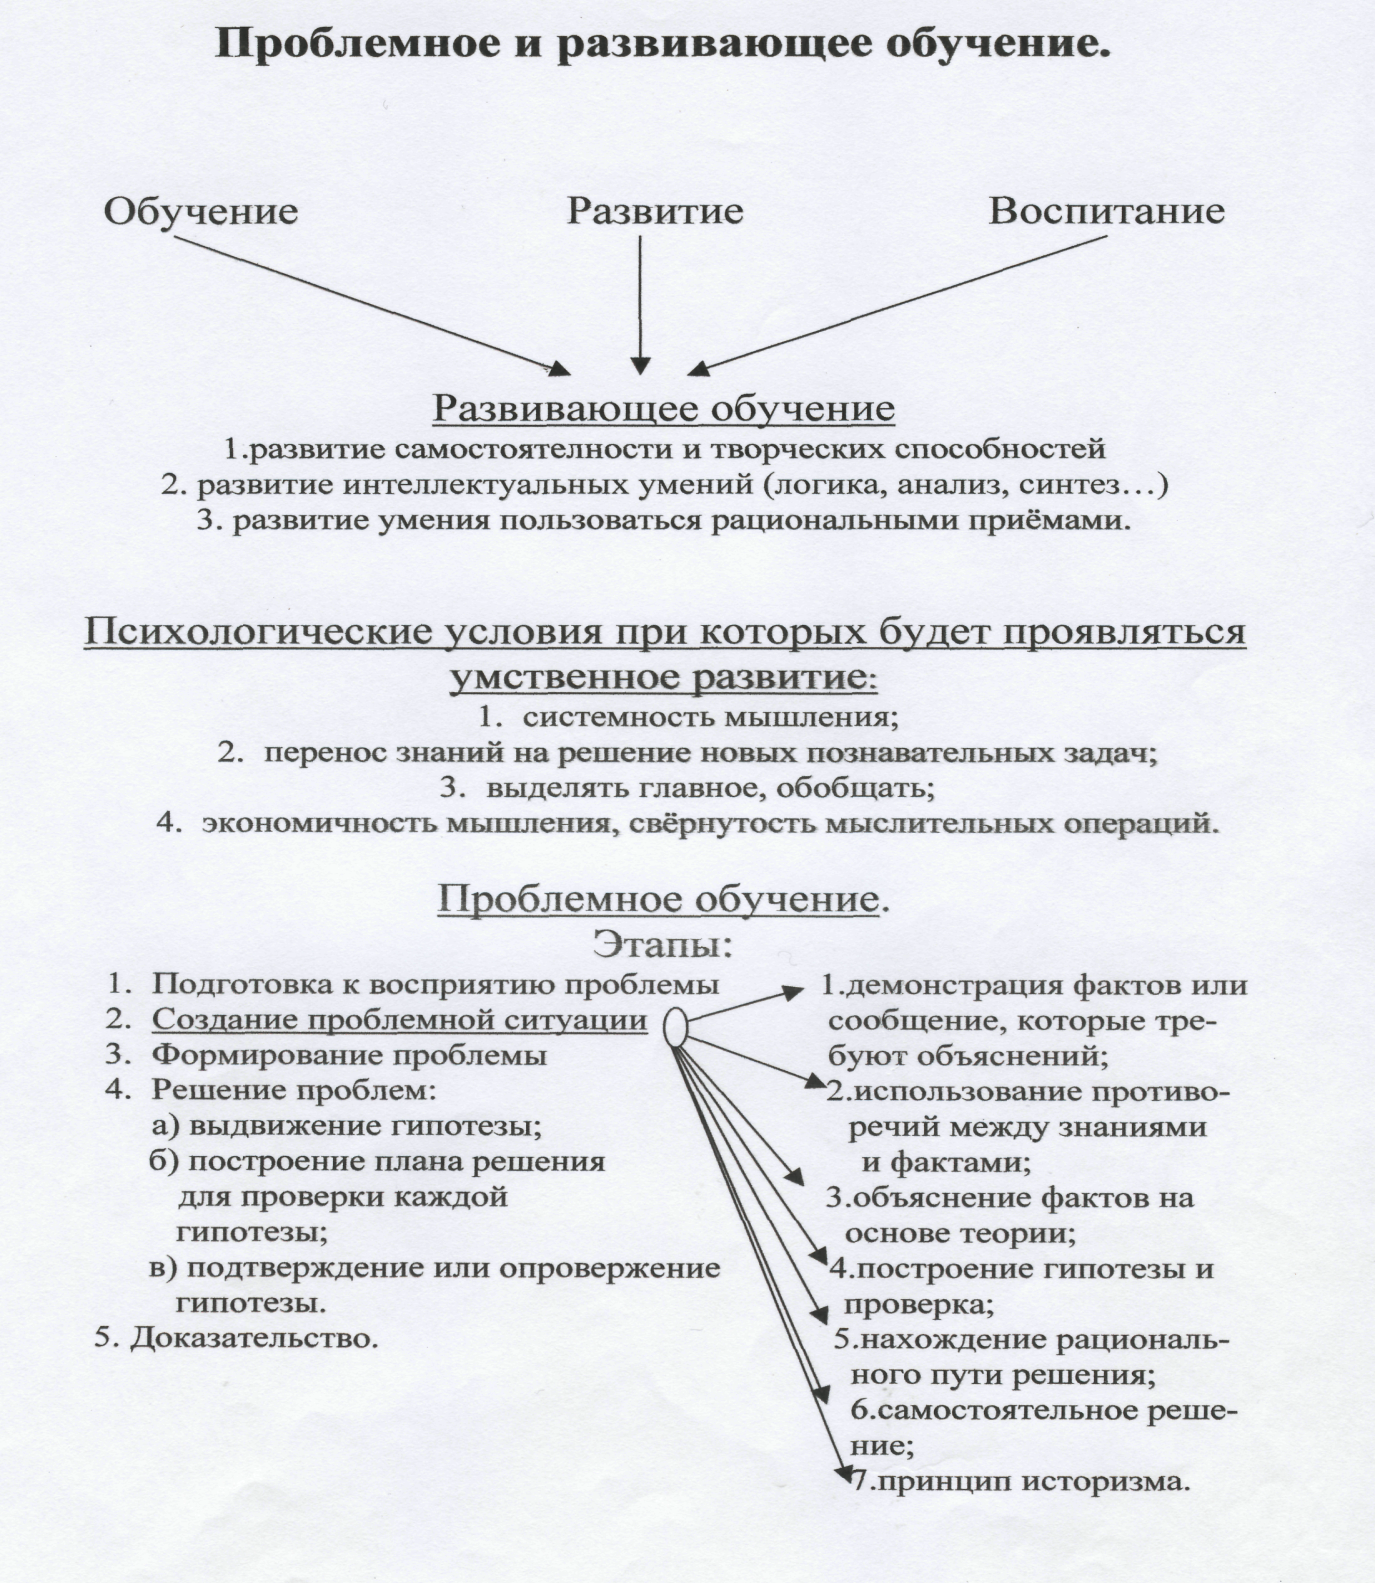 Проблемное и развивающее обучение.
Обучение
Развитие
Воспитание
Развивающее обучение
1.развитие самостоятелности и творческих способностей
2. развитие интеллектуальных умений (логика, анализ, синтез…)
3. развитие умения пользоваться рациональными приёмами.
Психологические условия при которых будет проявляться
умственное развитие:
1. системность мышления;
2. перенос знаний на решение новых познавательных задач;
3. выделять главное, обобщать;
4. экономичность мышления, свёрнутость мыслительных операций.
Проблемное обучение.
Этапы:
1. Подготовка к восприятию проблемы
2. Создание проблемной ситуации
3. Формирование проблемы
4. Решение проблем:
а) выдвижение гипотезы;
б) построение плана решения
для проверки каждой
гипотезы;
в) подтверждение или опровержение
гипотезы.
5. Доказательство.
1.демонстрация фактов или
сообщение, которые тре-
буют объяснений;
2.использование противо-
речий между знаниями
и фактами;
3.объяснение фактов на
основе теории;
4.построение гипотезы и
проверка;
5.нахождение рациональ-
ного пути решения;
6.самостоятельное реше-
ние;
7.принцип историзма.